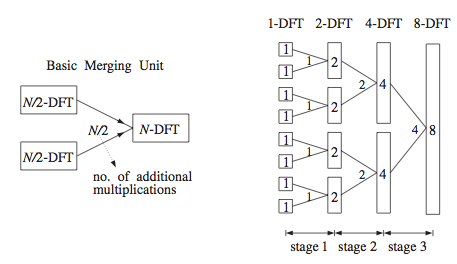 1-DFT 2-DFT 4-DFT 8-DFT
Basic Merging Unit
N/2-DFT
N/2
N-DFT
N/2-DFT
no. of additional
multiplications
1
1
1
1
1
1
1
1
1
1
1
1
2
2
2
2
2
2
4
4
4
8
stage 1 stage 2 stage 3